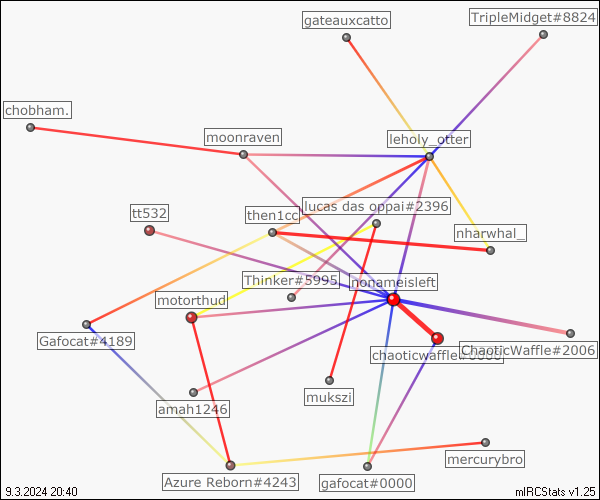 gateauxcatto
TripleMidget#8824
chobham.
moonraven
leholy_otter
lucas das oppai#2396
tt532
then1cc
nharwhal_
Thinker#5995
nonameisleft
motorthud
Gafocat#4189
chaoticwaffle#0000
ChaoticWaffle#2006
mukszi
amah1246
mercurybro
Azure Reborn#4243
gafocat#0000
9.3.2024 20:40
mIRCStats v1.25